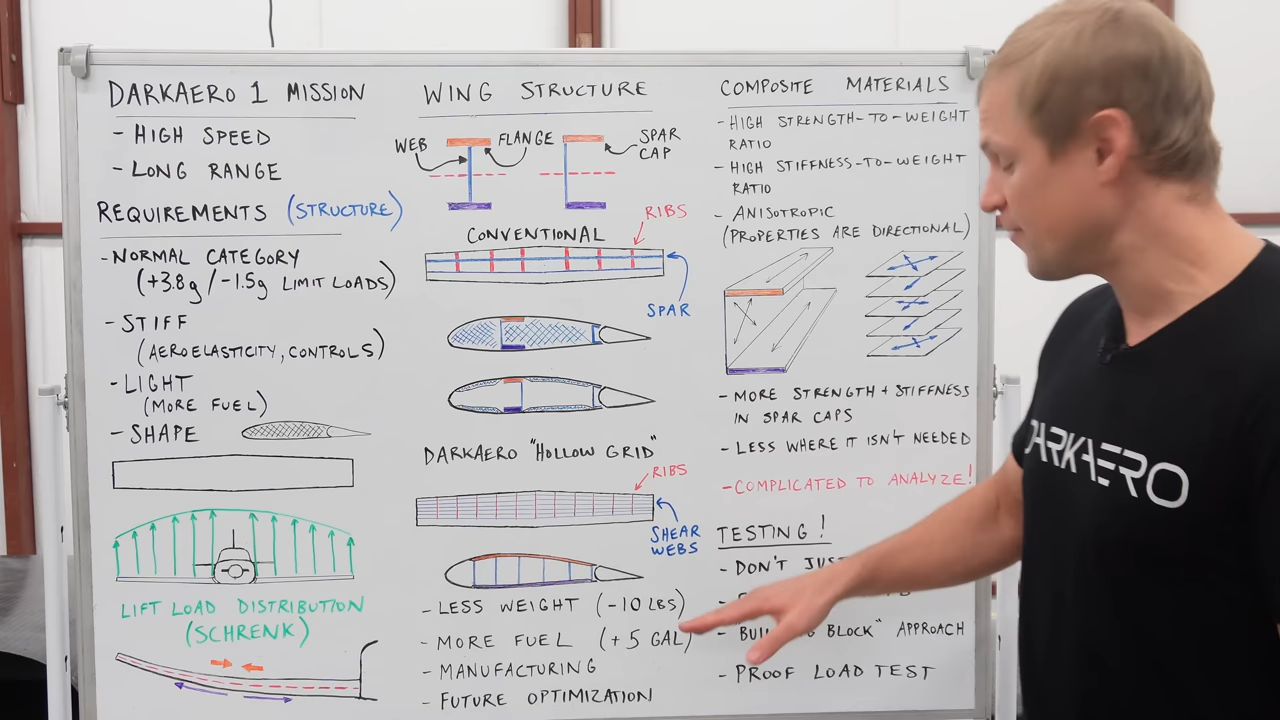 DARKAERO 1 MISSION
- HIGH SPEED
- LONG RANGE
REQUIREMENTS (STRUCTURE)
- NORMAL CATEGORY
(+3.8g / -1.5g LIMIT LOADS)
- STIFF
(AEROELASTICITY, CONTROLS)
- LIGHT
(MORE FUEL)
- SHAPE
LIFT LOAD DISTRIBUTION
(SCHRENK)
WING STRUCTURE
WEB
FLANGE
SPAR
CAP
CONVENTIONAL
RIBS
SPAR
DARKAERO "HOLLOW GRID"
RIBS
SHEAR
WEBS
- LESS WEIGHT (-10 LBS)
- MORE FUEL (+5 GAL)
- MANUFACTURING
- FUTURE OPTIMIZATION
COMPOSITE MATERIALS
- HIGH STRENGTH-TO-WEIGHT
RATIO
- HIGH STIFFNESS-TO-WEIGHT
RATIO
- ANISOTROPIC
(PROPERTIES ARE DIRECTIONAL)
- MORE STRENGTH + STIFFNESS
IN SPAR CAPS
- LESS WHERE IT ISN'T NEEDED
- COMPLICATED TO ANALYZE!
TESTING!
- DON'T JUST
BLOCK" APPROACH
- PROOF LOAD TEST
DARKAERO